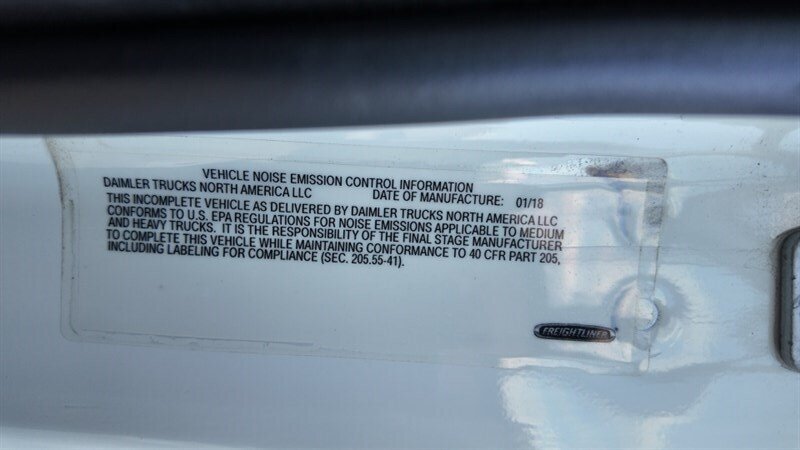 VEHICLE NOISE EMISSION CONTROL INFORMATION
DAIMLER TRUCKS NORTH AMERICA LLC DATE OF MANUFACTURE: 01/18
THIS INCOMPLETE VEHICLE AS DELIVERED BY DAIMLER TRUCKS NORTH AMERICA LLC
CONFORMS TO U.S. EPA REGULATIONS FOR NOISE EMISSIONS APPLICABLE TO MEDIUM
AND HEAVY TRUCKS. IT IS THE RESPONSIBILITY OF THE FINAL STAGE MANUFACTURER
TO COMPLETE THIS VEHICLE WHILE MAINTAINING CONFORMANCE TO 40 CFR PART 205,
INCLUDING LABELING FOR COMPLIANCE (SEC. 205.55-41).
FREIGHTLINER